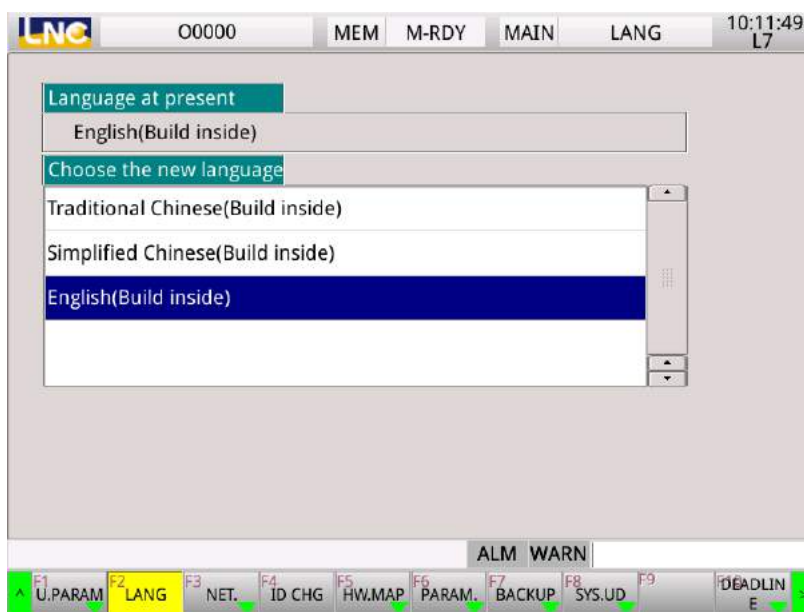 LNC O0000 MEM M-RDY MAIN LANG 10:11:49
L7
Language at present
English(Build inside)
Choose the new language
Traditional Chinese(Build inside)
Simplified Chinese(Build inside)
English(Build inside)
ALM WARN
F1 F2 F3 F4 F5 F6 F7 F8 F9 F10
U.PARAM LANG NET. ID CHG HW.MAP PARAM. BACKUP SYS.UD DEADLIN
E